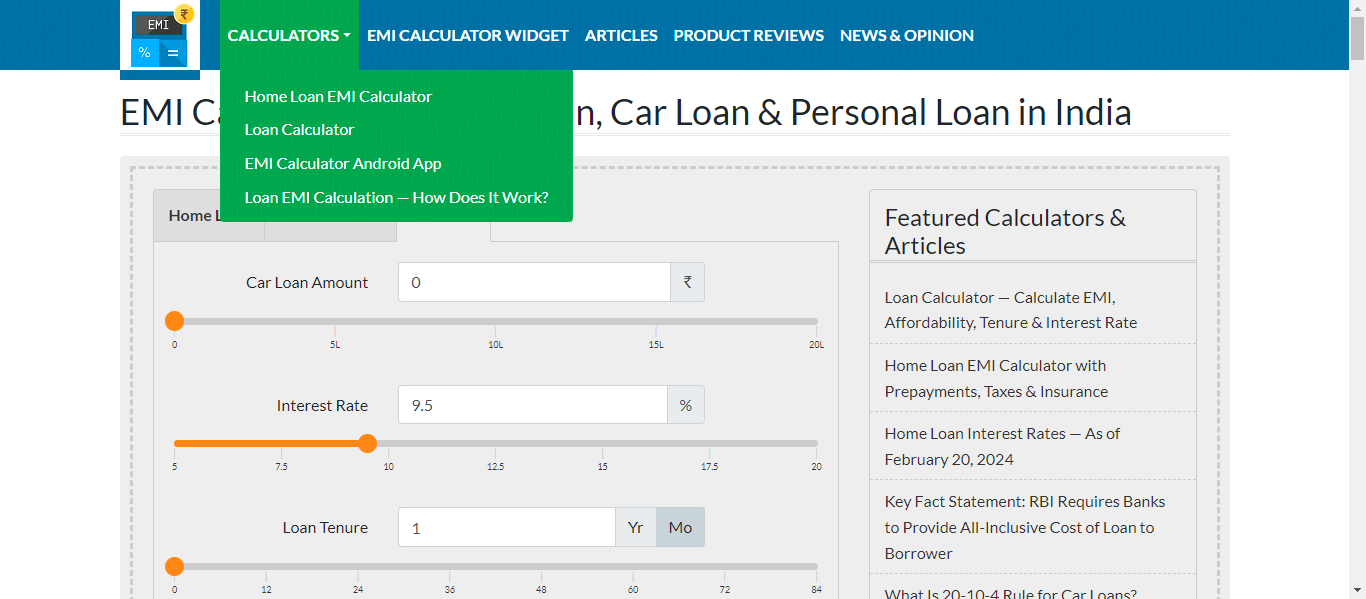 EMI
₹
%
=
CALCULATORS
EMI CALCULATOR WIDGET
ARTICLES
PRODUCT REVIEWS
NEWS & OPINION
Home Loan EMI Calculator
Loan Calculator
EMI Calculator Android App
Loan EMI Calculation — How Does It Work?
EMI Ca n, Car Loan & Personal Loan in India
Home L
Car Loan Amount
0
₹
0
5L
10L
15L
20L
Interest Rate
9.5
%
5
7.5
10
12.5
15
17.5
20
Loan Tenure
1
Yr
Mo
0
12
24
36
48
60
72
84
Featured Calculators &
Articles
Loan Calculator — Calculate EMI,
Affordability, Tenure & Interest Rate
Home Loan EMI Calculator with
Prepayments, Taxes & Insurance
Home Loan Interest Rates — As of
February 20, 2024
Key Fact Statement: RBI Requires Banks
to Provide All-Inclusive Cost of Loan to
Borrower
What Is 20-10-4 Rule for Car Loans?